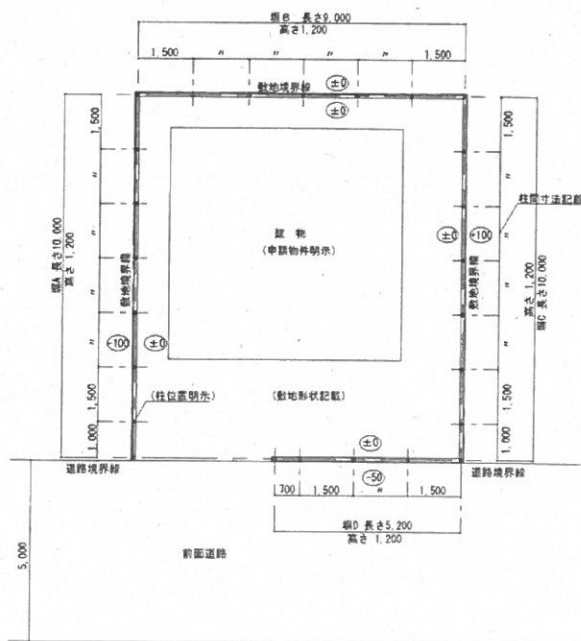 塀B 長さ9,000
高さ1,200
1,500 〃 〃 〃 〃 1,500
敷地境界線 ±0
±0
1,500
〃
〃
〃
〃
1,500
1,000
塀A 長さ10,000
高さ1,200
敷地境界線
-100 ±0
建物
(申請物件明示)
±0 +100
敷地境界線
1,500
〃
〃
〃
〃
1,500
1,000
柱間寸法記載
高さ1,200
塀C 長さ10,000
(柱位置明示)
(敷地形状記載)
±0
-50
道路境界線
道路境界線
700 1,500 〃 1,500
塀D 長さ5,200
高さ1,200
前面道路
5,000